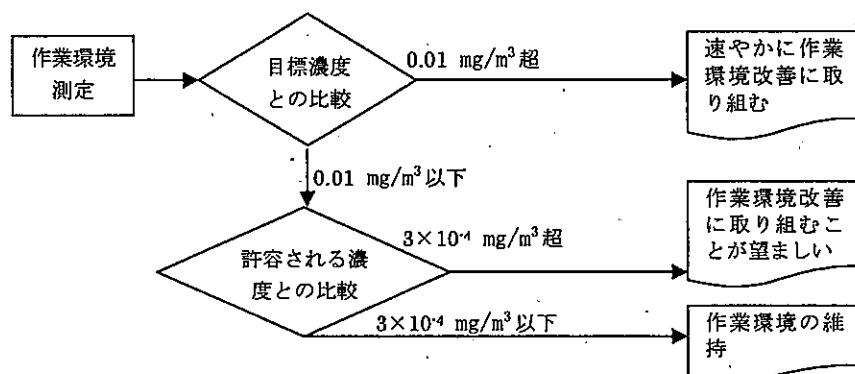 作業環境
測定
目標濃度
との比較
0.01 mg/m³超
速やかに作業
環境改善に取
り組む
0.01 mg/m³以下
許容される濃
度との比較
3×10⁻⁴ mg/m³超
作業環境改善
に取り組むこ
とが望ましい
3×10⁻⁴ mg/m³以下
作業環境の維
持